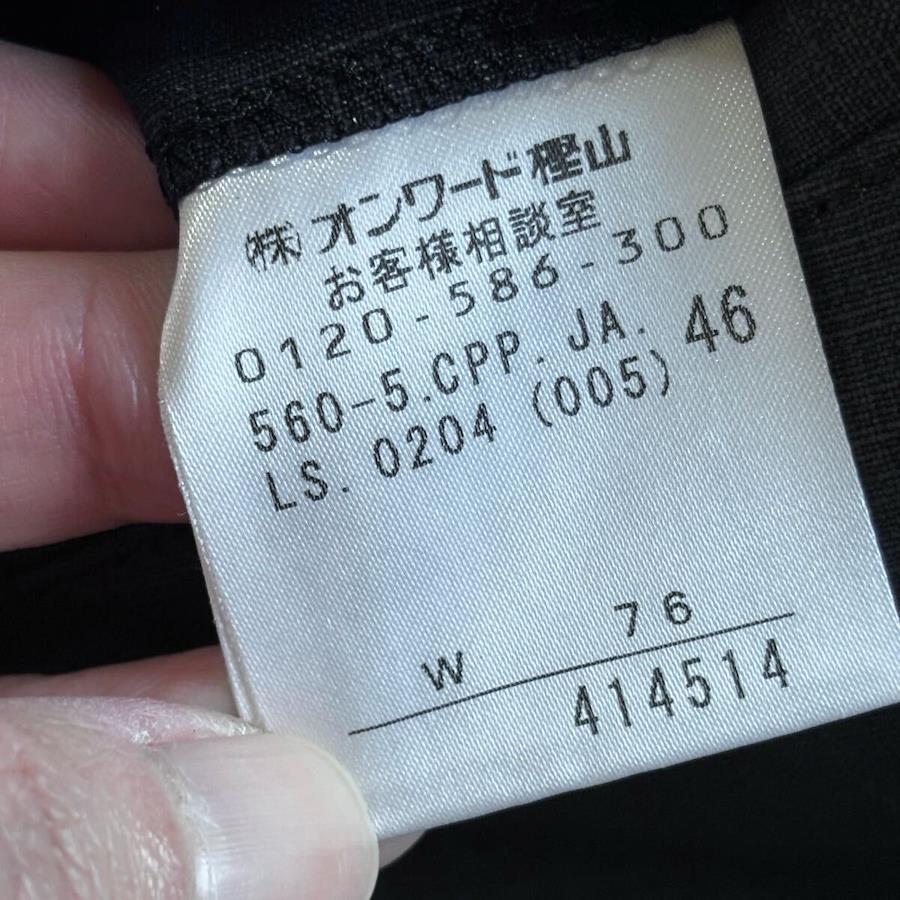 (株)オンワード樫山
お客様相談室
0120-586-300
560-5.CPP.JA. 46
LS. 0204 (005)
W 76
414514